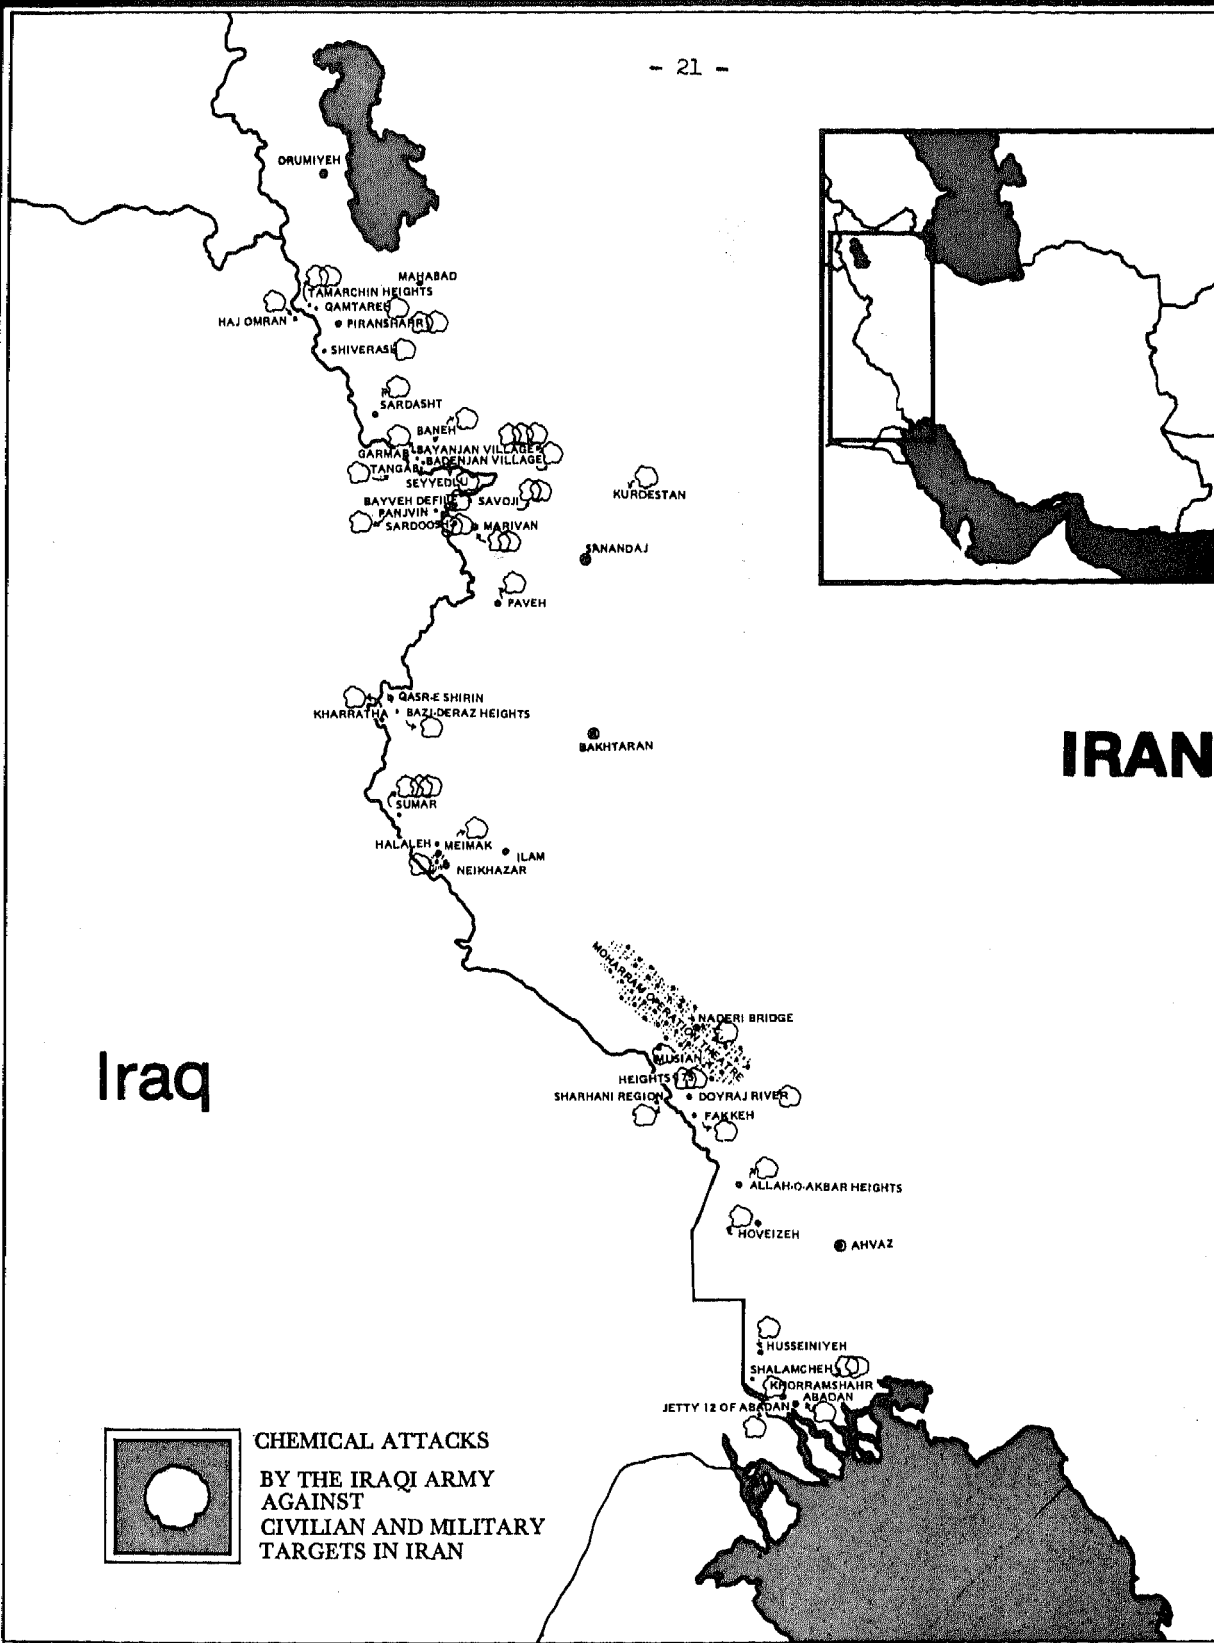 - 21 -
ORUMIYEH
MAHABAD
TAMARCHIN HEIGHTS
QAMTAREH
HAJ OMRAN
PIRANSHAHR
SHIVERASH
SARDASHT
BANEH
GARMAB
BAYANJAN VILLAGE
BADENJAN VILLAGE
TANGAB
SEYYEDLU
KURDESTAN
BAYVEH DEFILE
SAVDJI
PANJVIN
SARDOOSH
MARIVAN
SANANDAJ
PAVEH
QASR-E SHIRIN
KHARRATHA
BAZI-DERAZ HEIGHTS
IRAN
BAKHTARAN
SUMAR
HALALEH
MEIMAK
ILAM
NEIKHAZAR
MOHARRAM OPERATION THEATRE
NADERI BRIDGE
Iraq
MUSIAN
HEIGHTS 175
SHARHANI REGION
DOYRAJ RIVER
FAKKEH
ALLAH-O-AKBAR HEIGHTS
HOVEIZEH
AHVAZ
HUSSEINIYEH
SHALAMCHEH
KHORRAMSHAHR
ABADAN
JETTY 12 OF ABADAN
CHEMICAL ATTACKS
BY THE IRAQI ARMY
AGAINST
CIVILIAN AND MILITARY
TARGETS IN IRAN